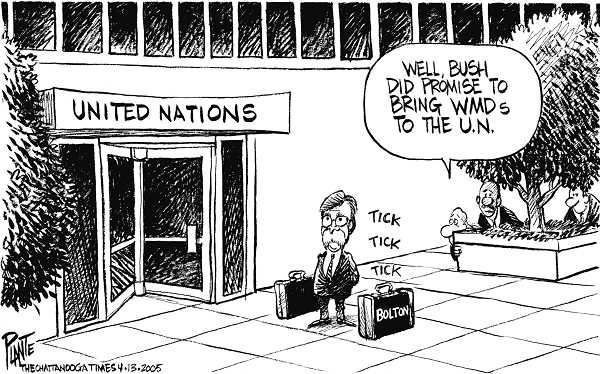 WELL, BUSH
DID PROMISE TO
BRING WMDs
TO THE U.N.
UNITED NATIONS
TICK
TICK
TICK
BOLTON
PLANTE
THE CHATTANOOGA TIMES 4.13.2005